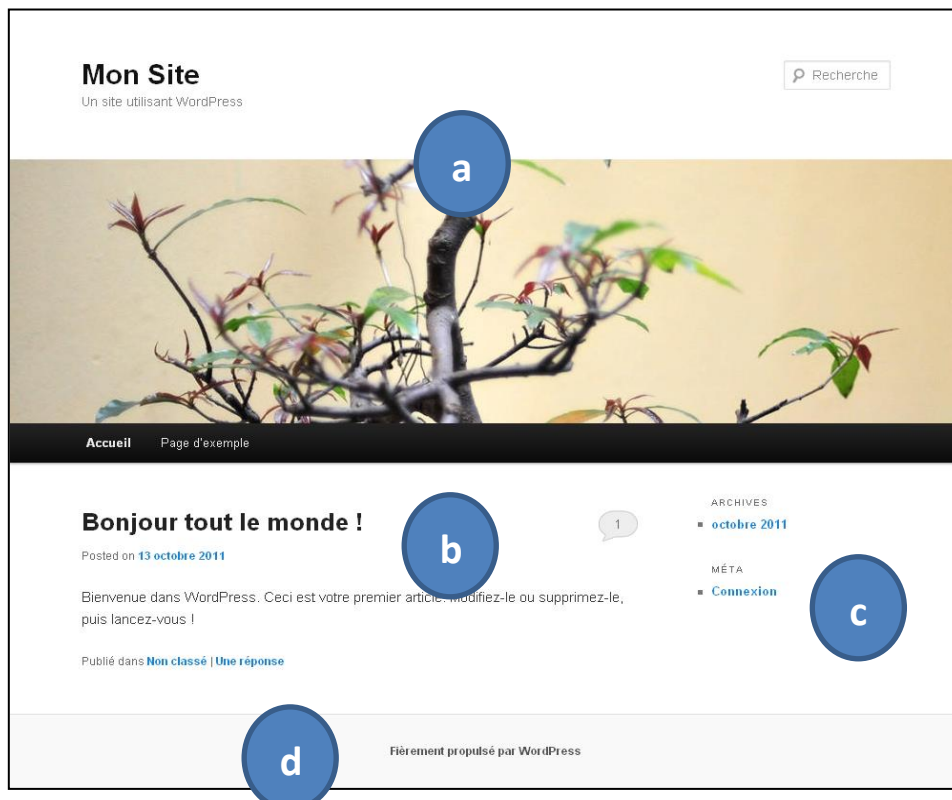 Mon Site
Un site utilisant WordPress
Recherche
a
Accueil Page d'exemple
Bonjour tout le monde !
1
Posted on 13 octobre 2011
b
Bienvenue dans WordPress. Ceci est votre premier article. Modifiez-le ou supprimez-le,
puis lancez-vous !
Publié dans Non classé | Une réponse
ARCHIVES
octobre 2011
MÉTA
Connexion
c
d
Fièrement propulsé par WordPress